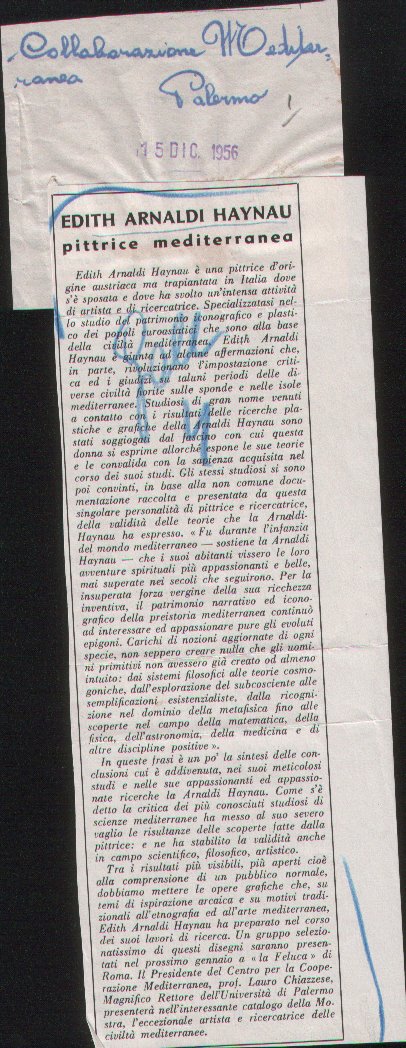 Collaborazione Mediter-
ranea
Palermo
15 DIC. 1956
EDITH ARNALDI HAYNAU
pittrice mediterranea
Edith Arnaldi Haynau è una pittrice d'ori-
gine austriaca ma trapiantata in Italia dove
s'è sposata e dove ha svolto un'intensa attività
di artista e di ricercatrice. Specializzatasi nel-
lo studio del patrimonio iconografico e plasti-
co dei popoli euroasiatici che sono alla base
della civiltà mediterranea, Edith Arnaldi
Haynau è giunta ad alcune affermazioni che,
in parte, rivoluzionano l'impostazione criti-
ca ed i giudizi su taluni periodi delle di-
verse civiltà fiorite sulle sponde e nelle isole
mediterranee. Studiosi di gran nome venuti
a contatto con i risultati delle ricerche pla-
stiche e grafiche della Arnaldi Haynau sono
stati soggiogati dal fascino con cui questa
donna si esprime allorchè espone le sue teorie
e le convalida con la sapienza acquisita nel
corso dei suoi studi. Gli stessi studiosi si sono
poi convinti, in base alla non comune docu-
mentazione raccolta e presentata da questa
singolare personalità di pittrice e ricercatrice,
della validità delle teorie che la Arnaldi-
Haynau ha espresso. « Fu durante l'infanzia
del mondo mediterraneo — sostiene la Arnaldi
Haynau — che i suoi abitanti vissero le loro
avventure spirituali più appassionanti e belle,
mai superate nei secoli che seguirono. Per la
insuperata forza vergine della sua ricchezza
inventiva, il patrimonio narrativo ed icono-
grafico della preistoria mediterranea continuò
ad interessare ed appassionare pure gli evoluti
epigoni. Carichi di nozioni aggiornate di ogni
specie, non seppero creare nulla che gli uomi-
ni primitivi non avessero già creato od almeno
intuito: dai sistemi filosofici alle teorie cosmo-
goniche, dall'esplorazione del subcosciente alle
semplificazioni esistenzialiste, dalla ricogni-
zione nel dominio della metafisica fino alle
scoperte nel campo della matematica, della
fisica, dell'astronomia, della medicina e di
altre discipline positive ».
In queste frasi è un po' la sintesi delle con-
clusioni cui è addivenuta, nei suoi meticolosi
studi e nelle sue appassionanti ed appassio-
nate ricerche la Arnaldi Haynau. Come s'è
detto la critica dei più conosciuti studiosi di
scienze mediterranee ha messo al suo severo
vaglio le risultanze delle scoperte fatte dalla
pittrice: e ne ha stabilito la validità anche
in campo scientifico, filosofico, artistico.
Tra i risultati più visibili, più aperti cioè
alla comprensione di un pubblico normale,
dobbiamo mettere le opere grafiche che, su
temi di ispirazione arcaica e su motivi tradi-
zionali all'etnografia ed all'arte mediterranea,
Edith Arnaldi Haynau ha preparato nel corso
dei suoi lavori di ricerca. Un gruppo selezio-
natissimo di questi disegni saranno presen-
tati nel prossimo gennaio a « la Feluca » di
Roma. Il Presidente del Centro per la Coope-
razione Mediterranea, prof. Lauro Chiazzese,
Magnifico Rettore dell'Università di Palermo
presenterà nell'interessante catalogo della Mo-
stra, l'eccezionale artista e ricercatrice delle
civiltà mediterranee.